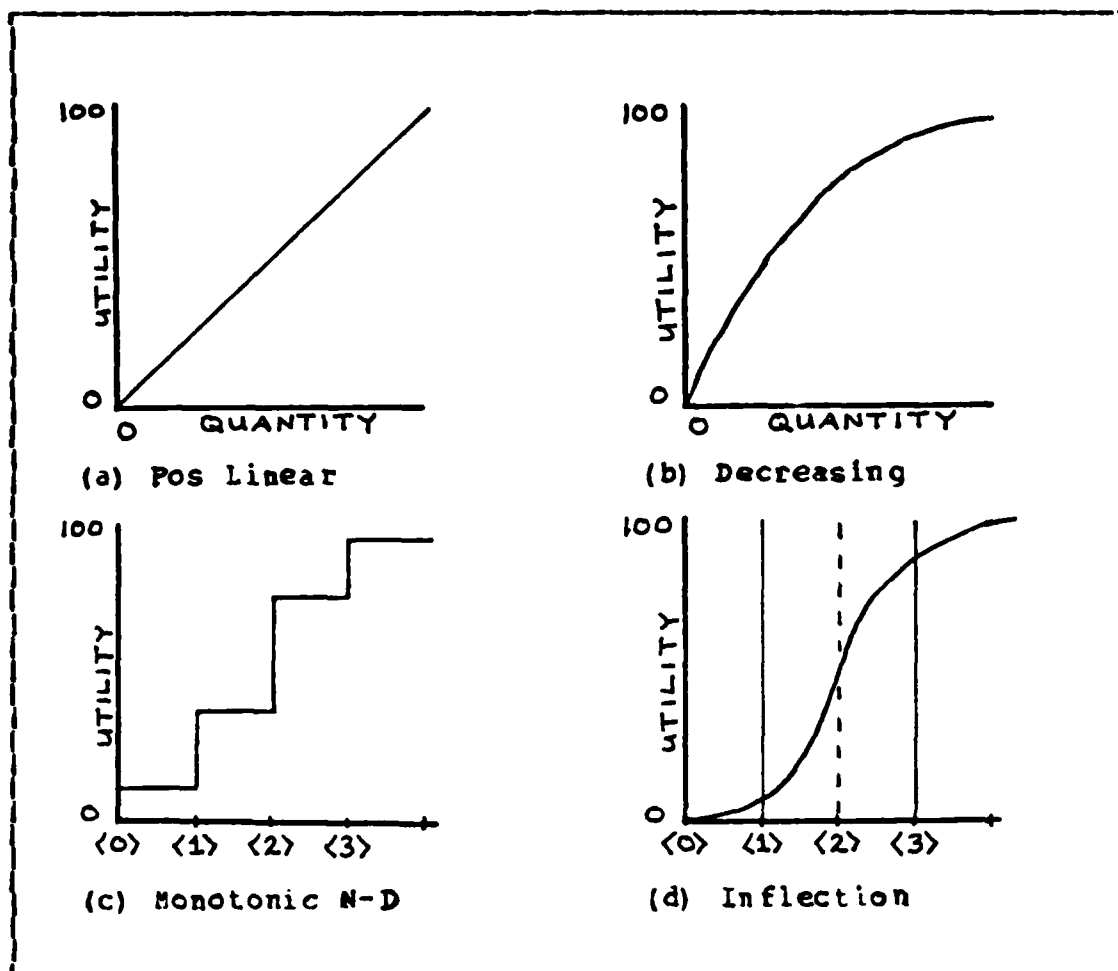 100
UTILITY
0
0
QUANTITY
(a) Pos Linear
100
UTILITY
0
0
QUANTITY
(b) Decreasing
100
UTILITY
0
<0> <1> <2> <3>
(c) Monotonic N-D
100
UTILITY
0
<0> <1> <2> <3>
(d) Inflection